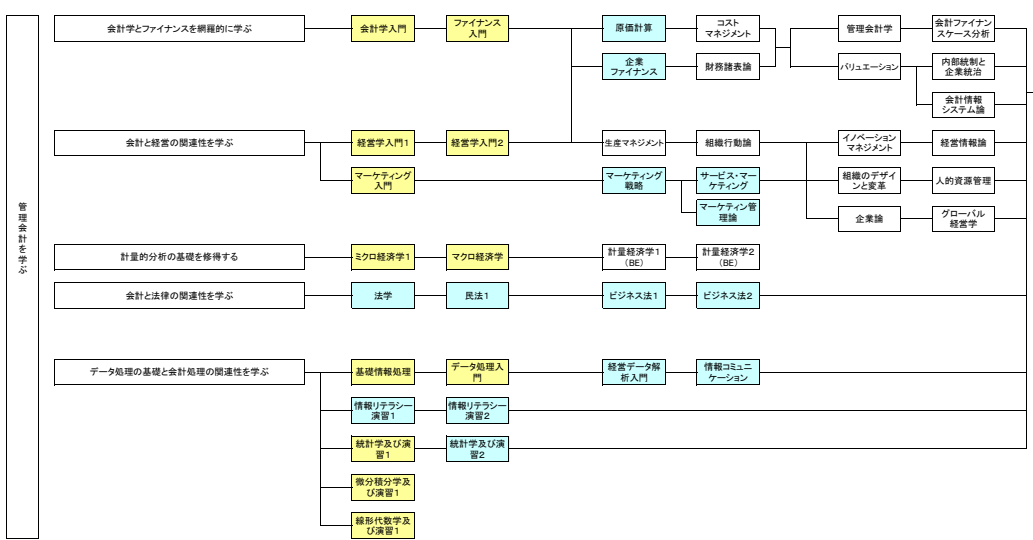 管理会計を学ぶ
会計学とファイナンスを網羅的に学ぶ
会計学入門
ファイナンス
入門
原価計算
コスト
マネジメント
管理会計学
会計ファイナン
スケース分析
企業
ファイナンス
財務諸表論
バリュエーション
内部統制と
企業統治
会計情報
システム論
会計と経営の関連性を学ぶ
経営学入門1
経営学入門2
生産マネジメント
組織行動論
イノベーション
マネジメント
経営情報論
マーケティング
入門
マーケティング
戦略
サービス・マー
ケティング
組織のデザイ
ンと変革
人的資源管理
マーケティン管
理論
企業論
グローバル
経営学
計量的分析の基礎を修得する
ミクロ経済学1
マクロ経済学
計量経済学1
(BE)
計量経済学2
(BE)
会計と法律の関連性を学ぶ
法学
民法1
ビジネス法1
ビジネス法2
データ処理の基礎と会計処理の関連性を学ぶ
基礎情報処理
データ処理入
門
経営データ解
析入門
情報コミュニ
ケーション
情報リテラシー
演習1
情報リテラシー
演習2
統計学及び演
習1
統計学及び演
習2
微分積分学及
び演習1
線形代数学及
び演習1